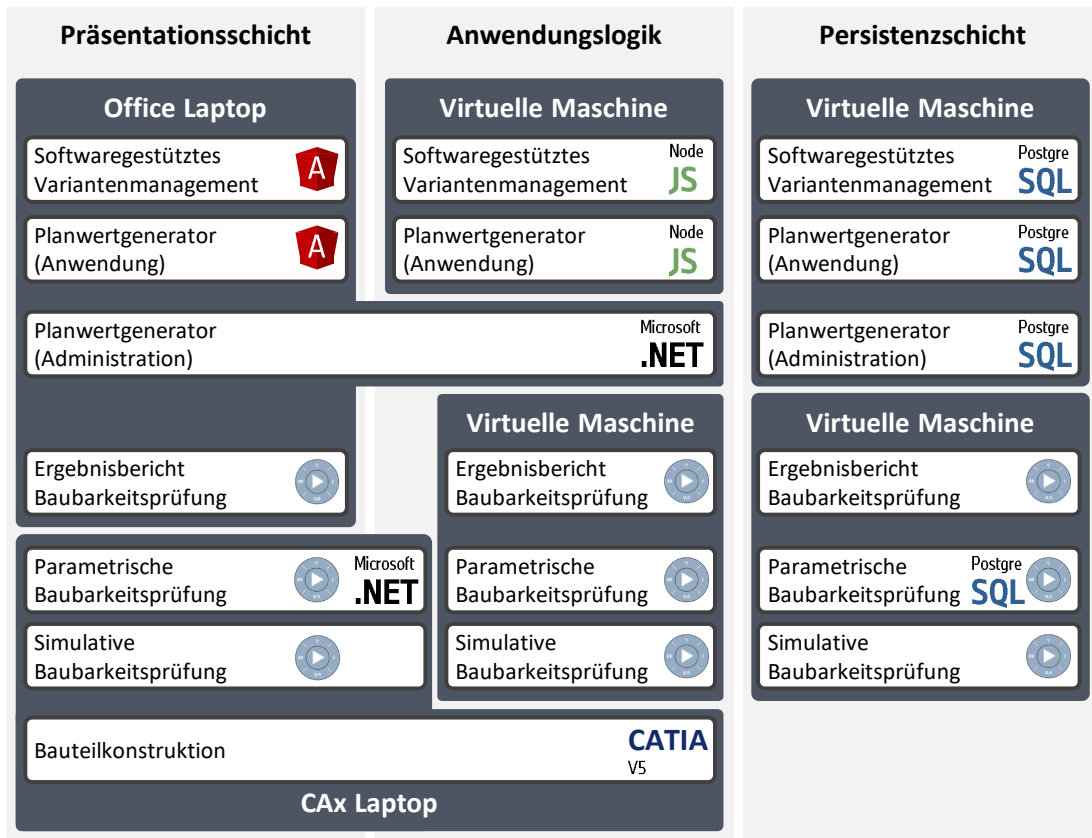 Präsentationsschicht
Anwendungslogik
Persistenzschicht
Office Laptop
Virtuelle Maschine
Virtuelle Maschine
Softwaregestütztes
Variantenmanagement
A
Softwaregestütztes
Variantenmanagement
Node
JS
Softwaregestütztes
Variantenmanagement
Postgre
SQL
Planwertgenerator
(Anwendung)
A
Planwertgenerator
(Anwendung)
Node
JS
Planwertgenerator
(Anwendung)
Postgre
SQL
Planwertgenerator
(Administration)
Microsoft
.NET
Planwertgenerator
(Administration)
Postgre
SQL
Virtuelle Maschine
Virtuelle Maschine
Ergebnisbericht
Baubarkeitsprüfung
Ergebnisbericht
Baubarkeitsprüfung
Ergebnisbericht
Baubarkeitsprüfung
Parametrische
Baubarkeitsprüfung
Microsoft
.NET
Parametrische
Baubarkeitsprüfung
Parametrische
Baubarkeitsprüfung
Postgre
SQL
Simulative
Baubarkeitsprüfung
Simulative
Baubarkeitsprüfung
Simulative
Baubarkeitsprüfung
Bauteilkonstruktion
CATIA
V5
CAx Laptop